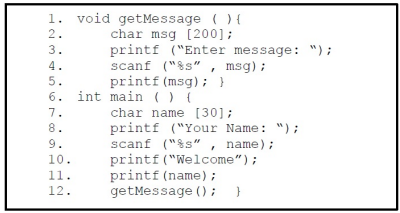 1. void getMessage ( ){
2. char msg [200];
3. printf (“Enter message: “);
4. scanf (“%s” , msg);
5. printf(msg); }
6. int main ( ) {
7. char name [30];
8. printf (“Your Name: “);
9. scanf (“%s” , name);
10. printf(“Welcome”);
11. printf(name);
12. getMessage(); }